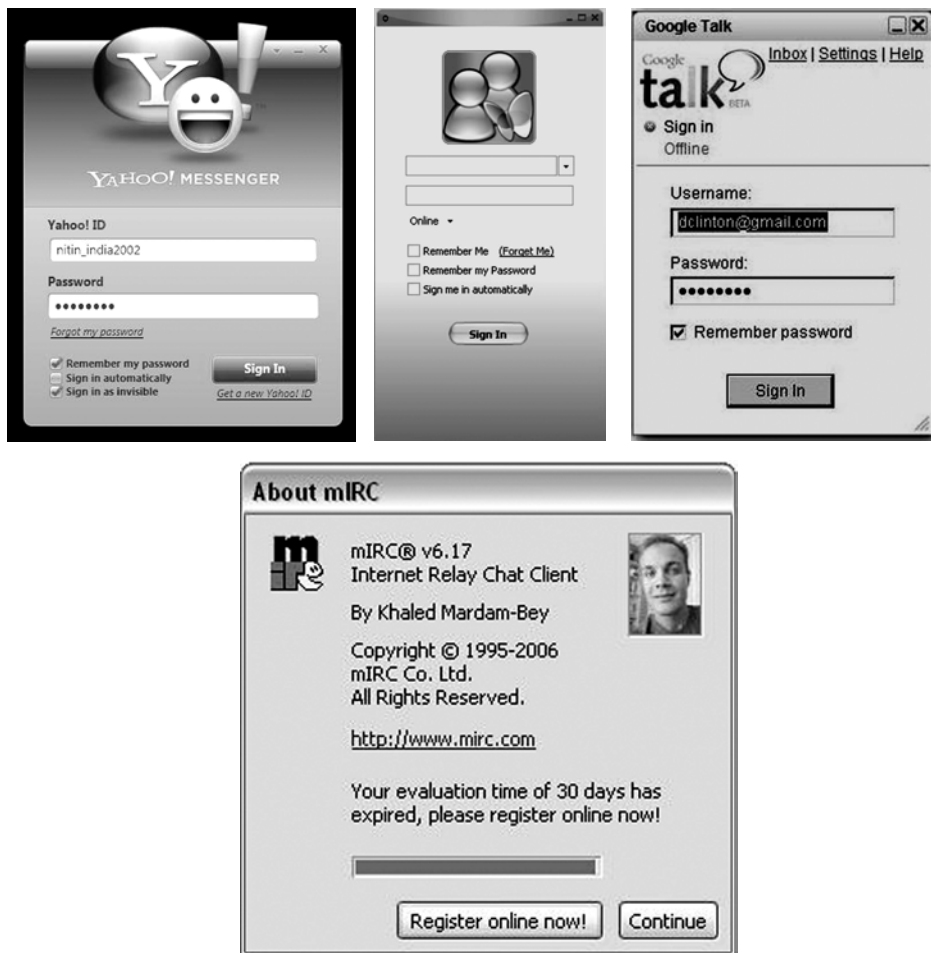 YAHOO! MESSENGER
Yahoo! ID
nitin_india2002
Password
Forgot my password
Remember my password
Sign in automatically
Sign in as invisible
Sign In
Get a new Yahoo! ID
Online
Remember Me (Forget Me)
Remember my Password
Sign me in automatically
Sign In
Google Talk
Inbox | Settings | Help
Google
talk
BETA
Sign in
Offline
Username:
dclinton@gmail.com
Password:
Remember password
Sign In
About mIRC
mIRC® v6.17
Internet Relay Chat Client
By Khaled Mardam-Bey
Copyright © 1995-2006
mIRC Co. Ltd.
All Rights Reserved.
http://www.mirc.com
Your evaluation time of 30 days has
expired, please register online now!
Register online now!
Continue